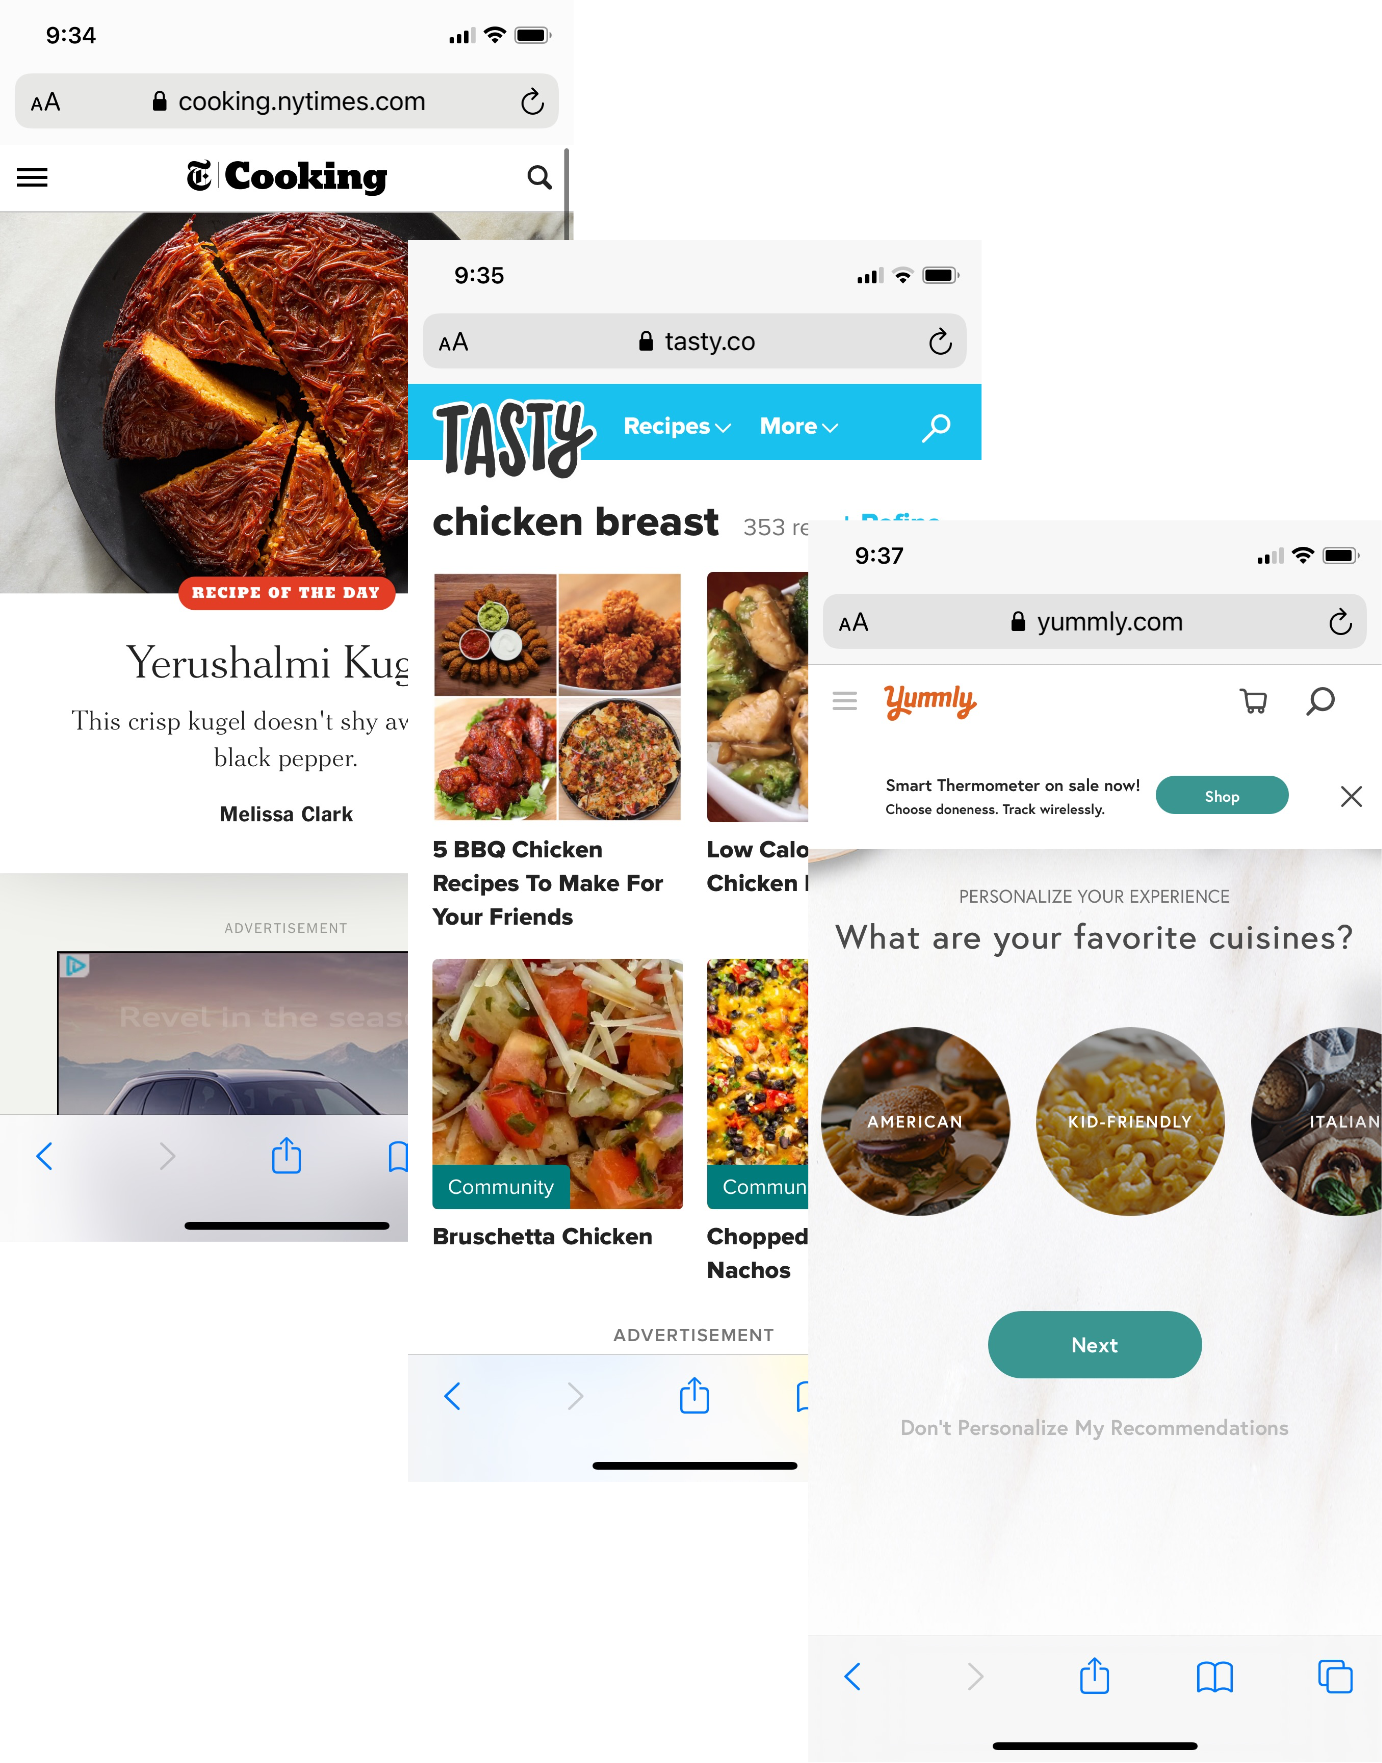 9:34
AA cooking.nytimes.com
T Cooking
RECIPE OF THE DAY
Yerushalmi Kug
This crisp kugel doesn't shy aw
black pepper.
Melissa Clark
ADVERTISEMENT
Revel in the seas
9:35
AA tasty.co
TASTY Recipes More
chicken breast 353 re + Refine
5 BBQ Chicken
Recipes To Make For
Your Friends
Low Calo
Chicken
Community
Bruschetta Chicken
Commun
Chopped
Nachos
ADVERTISEMENT
9:37
AA yummly.com
Yummly
Smart Thermometer on sale now!
Choose doneness. Track wirelessly.
Shop
PERSONALIZE YOUR EXPERIENCE
What are your favorite cuisines?
AMERICAN
KID-FRIENDLY
ITALIAN
Next
Don't Personalize My Recommendations